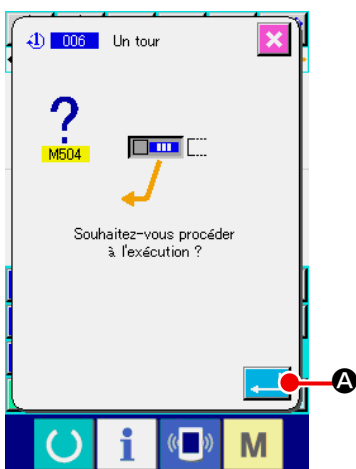 006 Un tour
M504
Souhaitez-vous procéder
à l'exécution ?
A
i
M